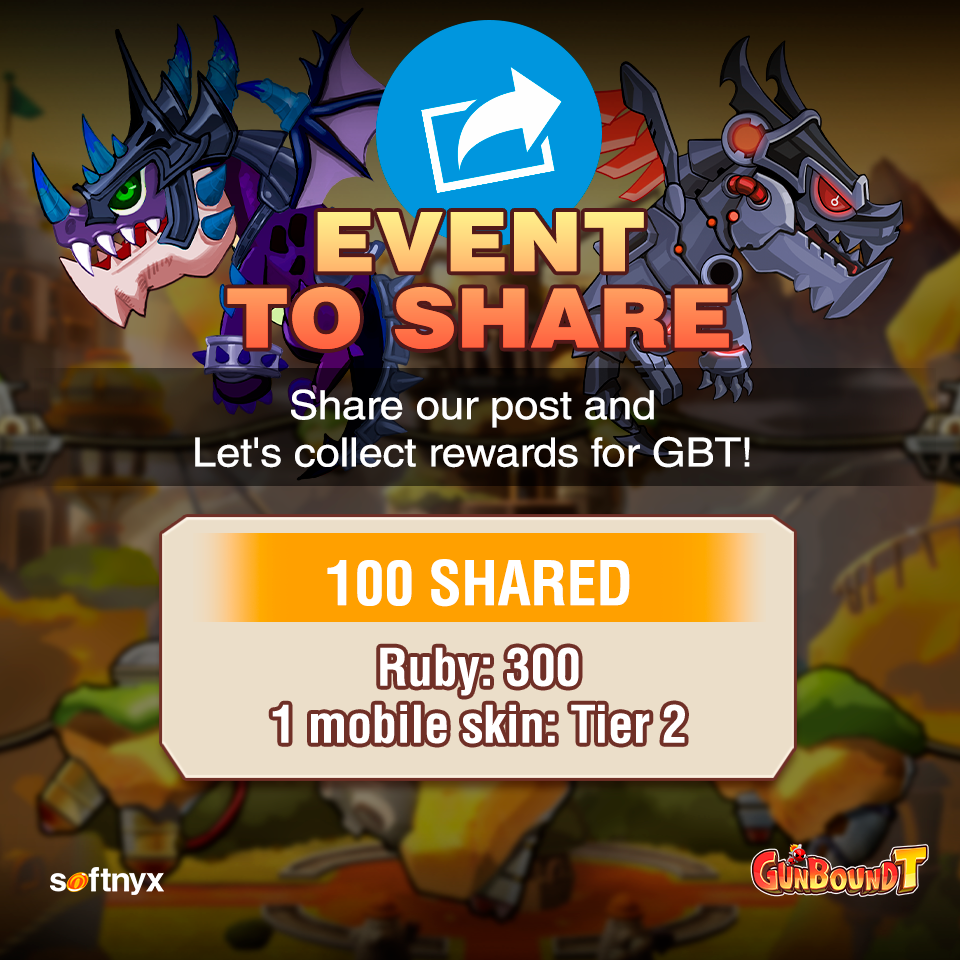 EVENT
TO SHARE
Share our post and
Let's collect rewards for GBT!
100 SHARED
Ruby: 300
1 mobile skin: Tier 2
softnyx
GUNBOUND T